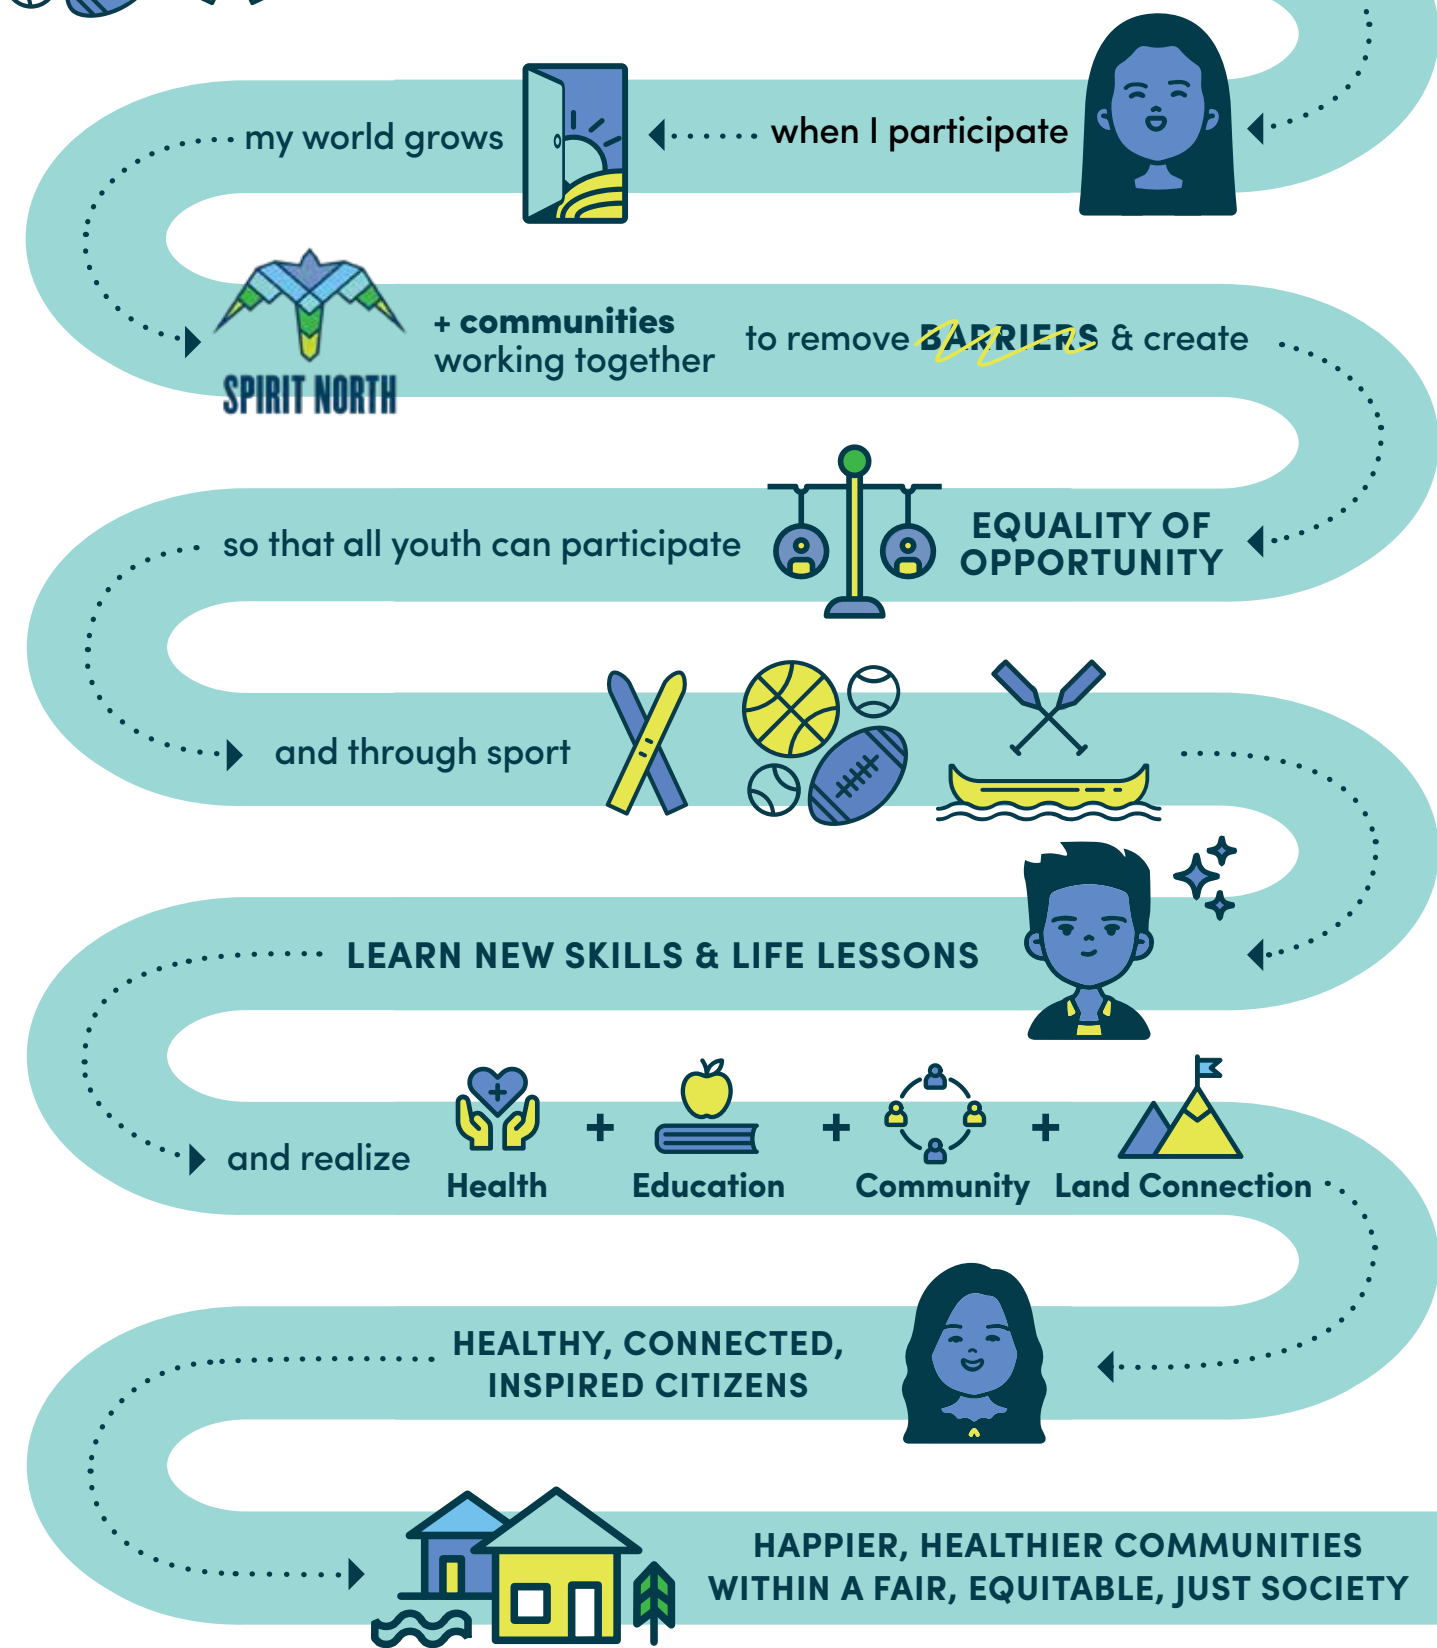 when I participate
my world grows
SPIRIT NORTH
+ communities
working together
to remove BARRIERS & create
EQUALITY OF
OPPORTUNITY
so that all youth can participate
and through sport
LEARN NEW SKILLS & LIFE LESSONS
and realize
Health
+
Education
+
Community
+
Land Connection
HEALTHY, CONNECTED,
INSPIRED CITIZENS
HAPPIER, HEALTHIER COMMUNITIES
WITHIN A FAIR, EQUITABLE, JUST SOCIETY